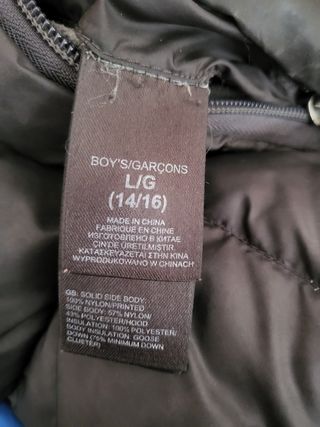 BOY'S/GARÇONS
L/G
(14/16)
MADE IN CHINA
FABRIQUE EN CHINE
ИЗГОТОВЛЕНО В КИТАЕ
ÇIN DE ÜRETILMISTIR
ΚΑΤΑΣΚΕΥΑΖΕΤΑΙ ΣΤΗΝ ΚΙΝΑ
WYPRODUKOWANO W CHINACH
GB: SOLID SIDE BODY:
100% NYLON/PRINTED
SIDE BODY: 57% NYLON/
43% POLYESTER/HOOD
INSULATION: 100% POLYESTER/
BODY INSULATION: GOOSE
DOWN (75% MINIMUM DOWN
CLUSTER)